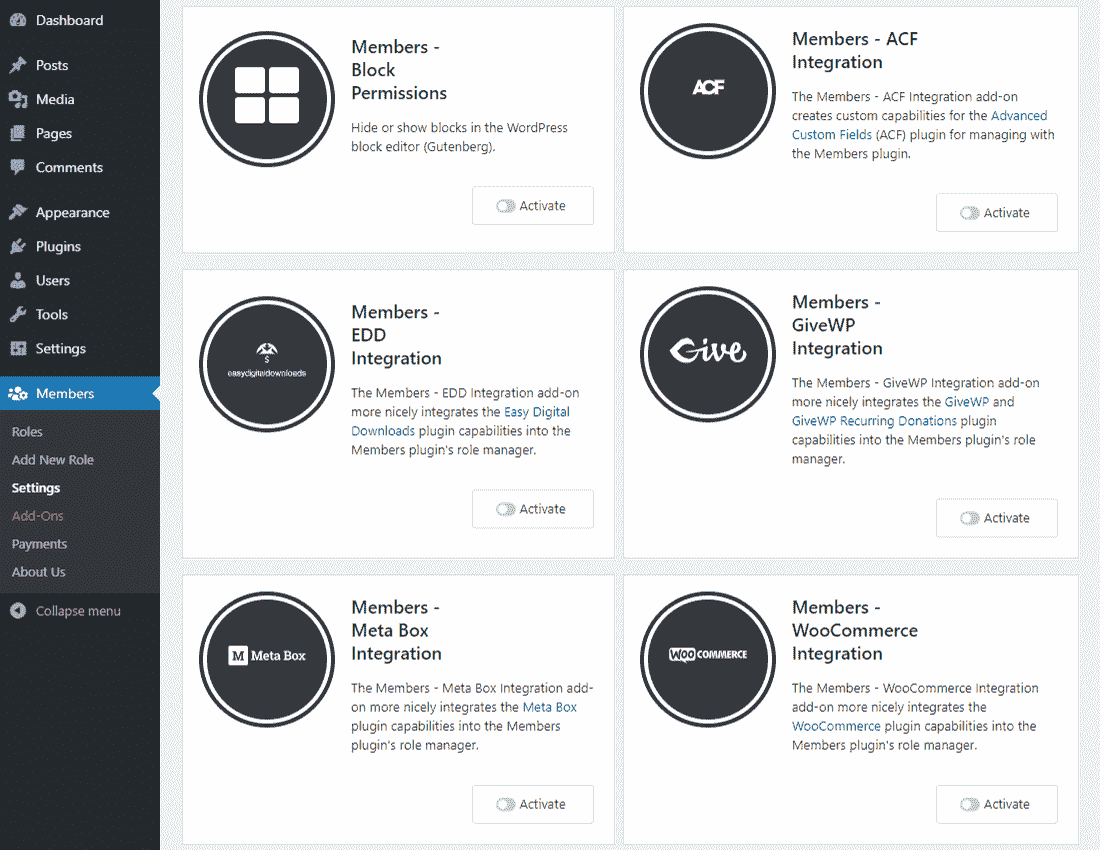 Dashboard
Posts
Media
Pages
Comments
Appearance
Plugins
Users
Tools
Settings
Members
Roles
Add New Role
Settings
Add-Ons
Payments
About Us
Collapse menu
Members -
Block
Permissions
Hide or show blocks in the WordPress
block editor (Gutenberg).
Activate
ACF
Members - ACF
Integration
The Members - ACF Integration add-on
creates custom capabilities for the Advanced
Custom Fields (ACF) plugin for managing with
the Members plugin.
Activate
easydigitaldownloads
Members -
EDD
Integration
The Members - EDD Integration add-on
more nicely integrates the Easy Digital
Downloads plugin capabilities into the
Members plugin's role manager.
Activate
Give
Members -
GiveWP
Integration
The Members - GiveWP Integration add-on
more nicely integrates the GiveWP and
GiveWP Recurring Donations plugin
capabilities into the Members plugin's role
manager.
Activate
M Meta Box
Members -
Meta Box
Integration
The Members - Meta Box Integration add-
on more nicely integrates the Meta Box
plugin capabilities into the Members
plugin's role manager.
Activate
WOO COMMERCE
Members -
WooCommerce
Integration
The Members - WooCommerce Integration
add-on more nicely integrates the
WooCommerce plugin capabilities into the
Members plugin's role manager.
Activate